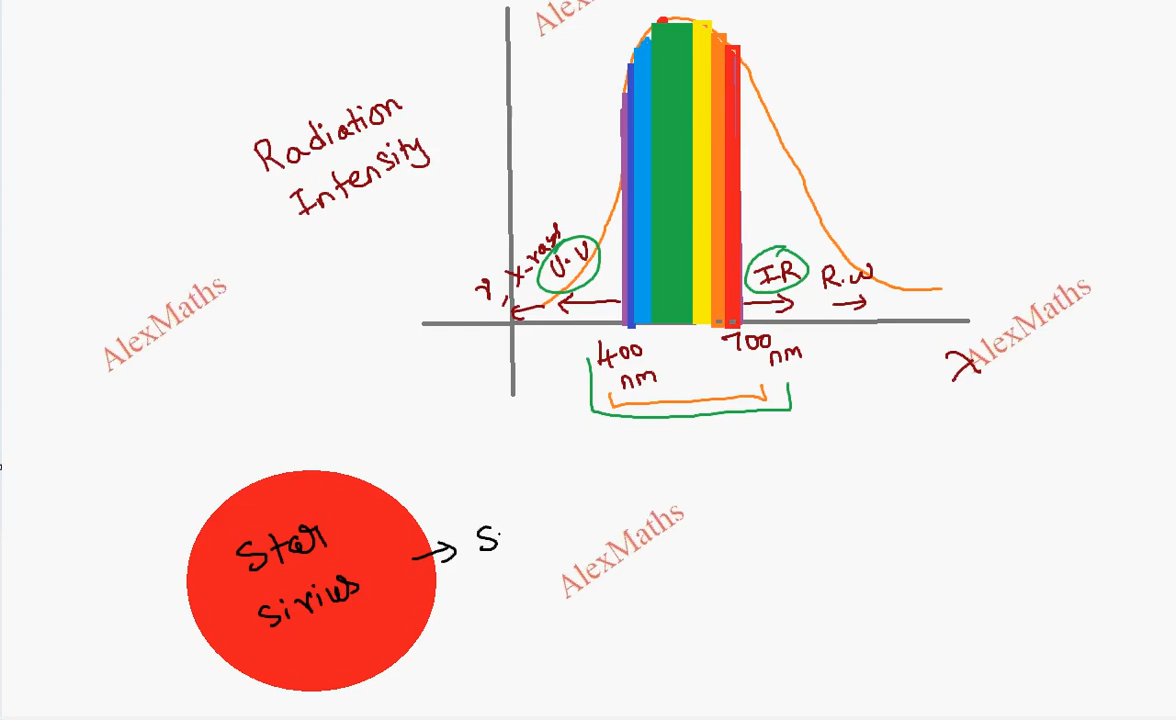 AlexMaths
Radiation
Intensity
γ, X-rays
U.V
IR
R.W
400
nm
700
nm
λ
AlexMaths
AlexMaths
Star
Sirius
S
AlexMaths